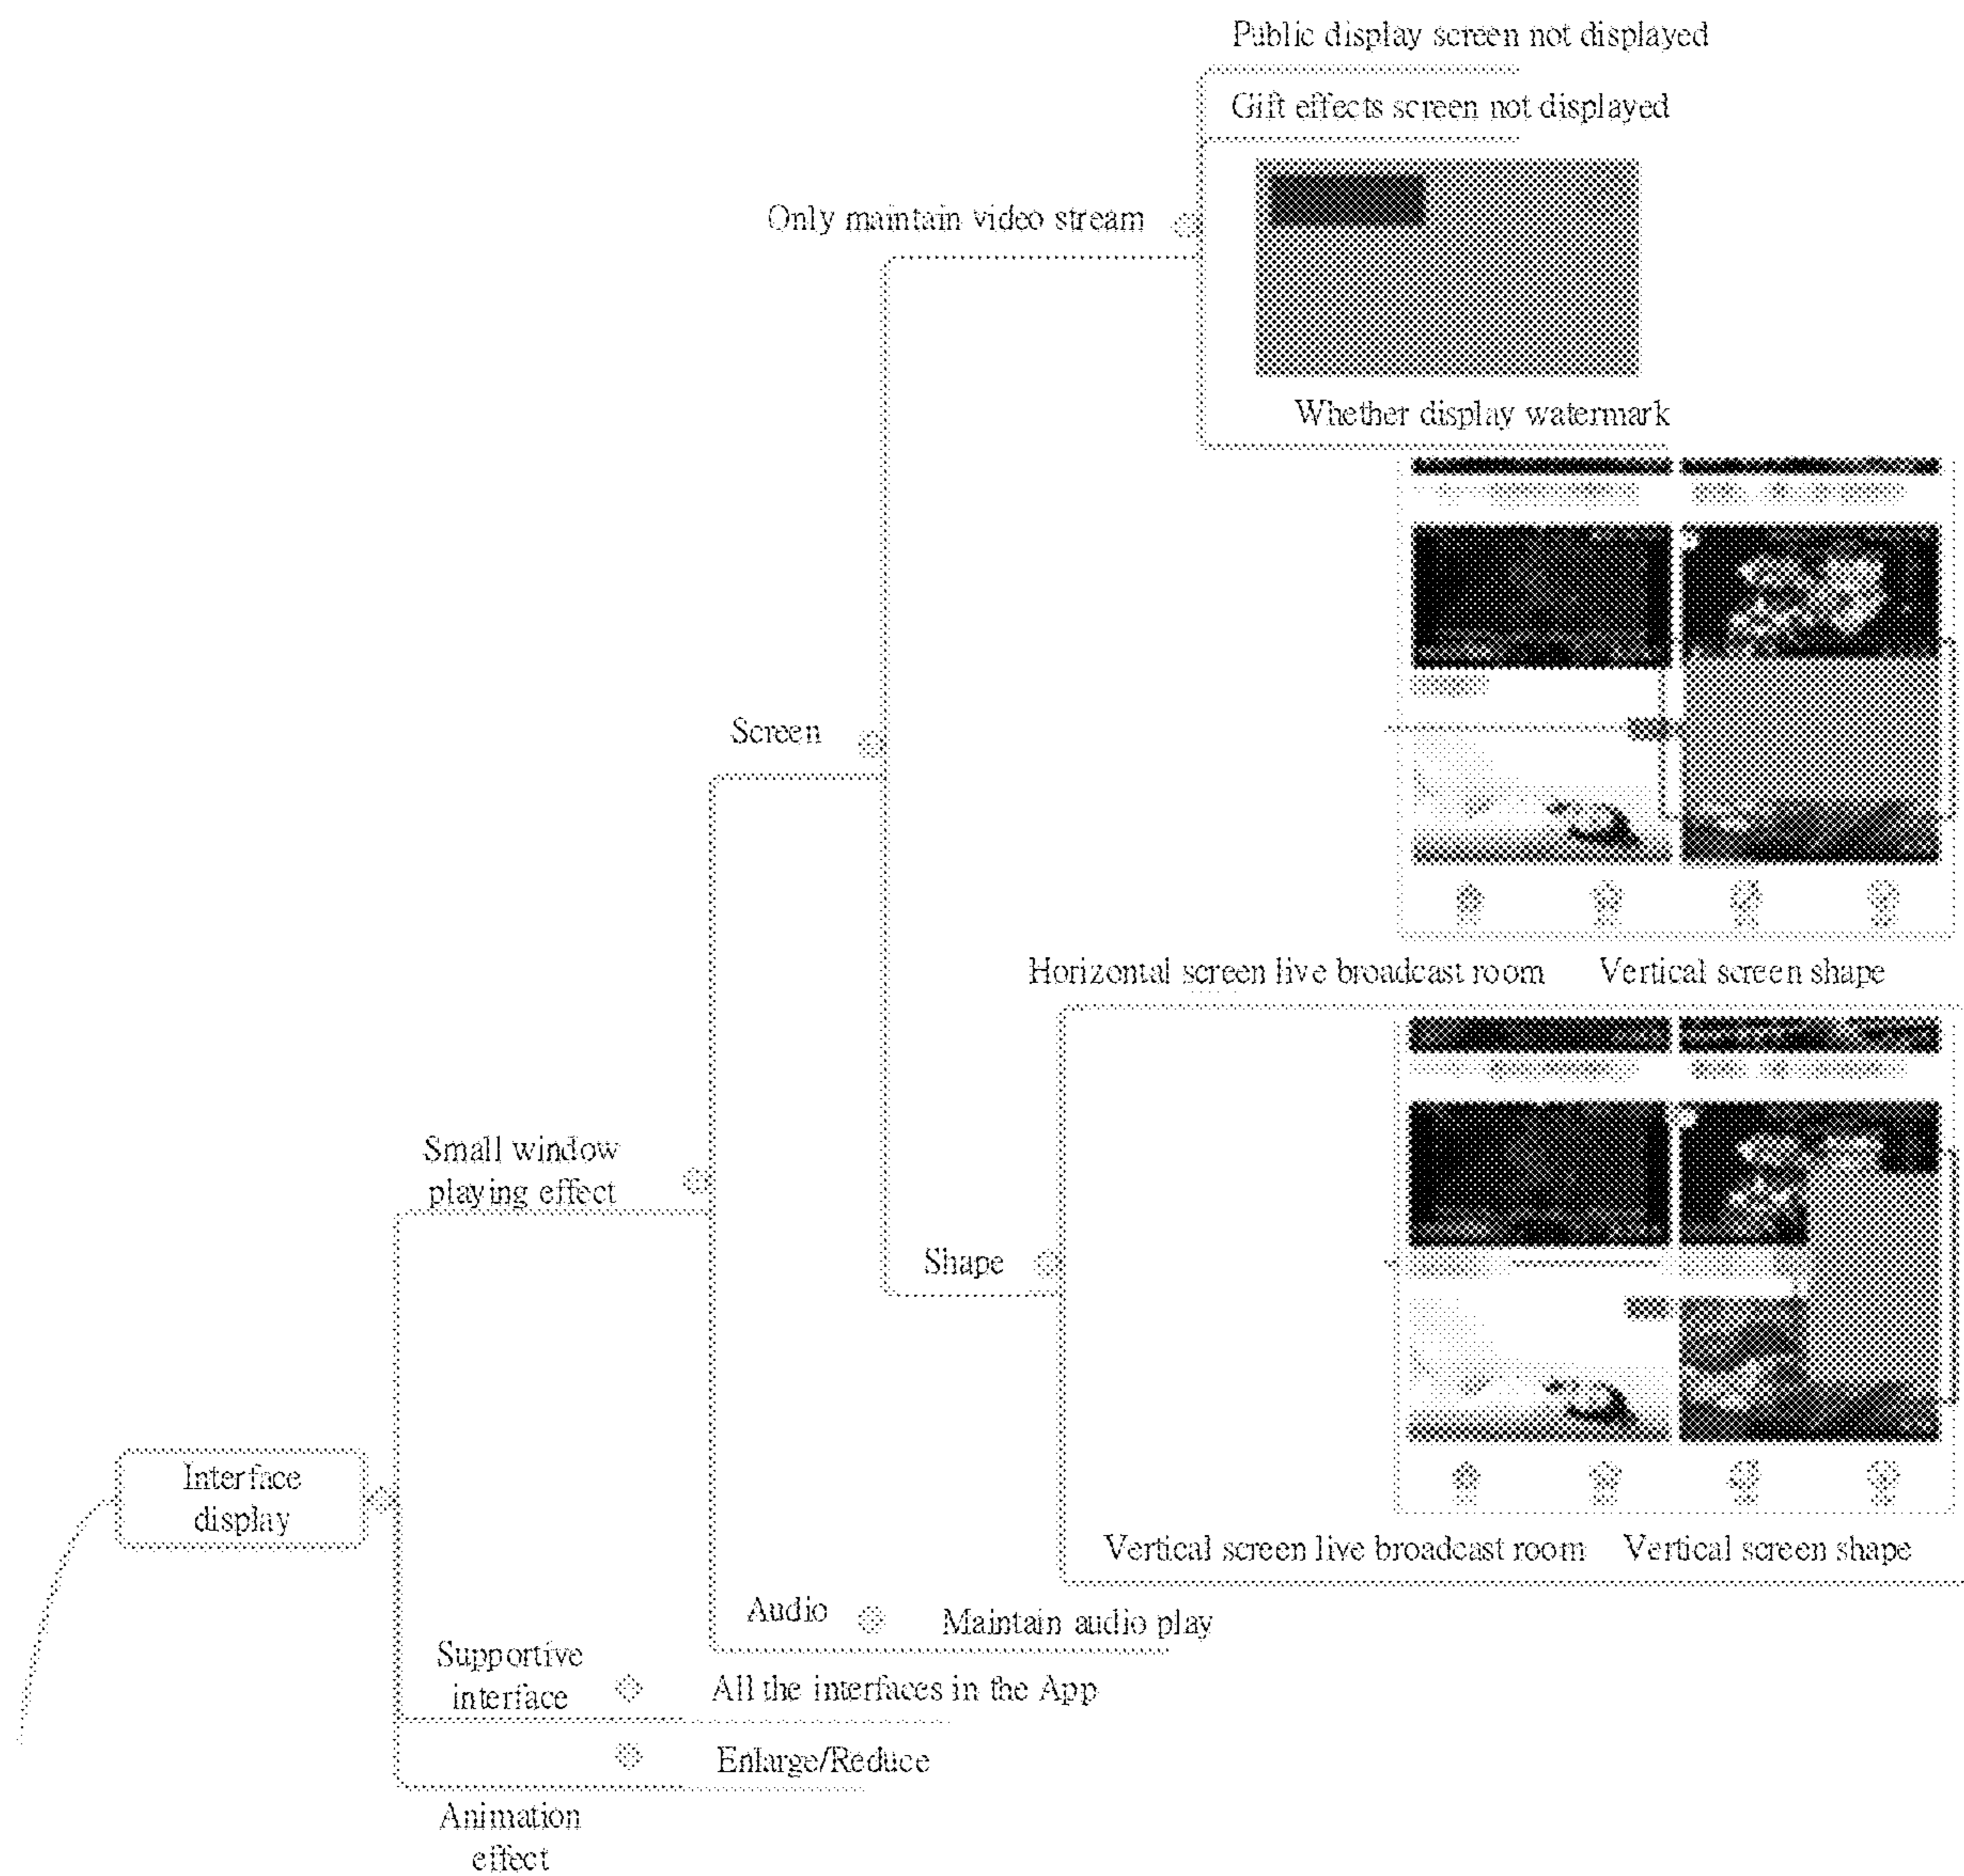 Public display screen not displayed
Gift effects screen not displayed
Only maintain video stream
Whether display watermark
Screen
Horizontal screen live broadcast room
Vertical screen shape
Small window
playing effect
Shape
Interface
display
Vertical screen live broadcast room
Vertical screen shape
Audio
Maintain audio play
Supportive
interface
All the interfaces in the App
Enlarge/Reduce
Animation
effect